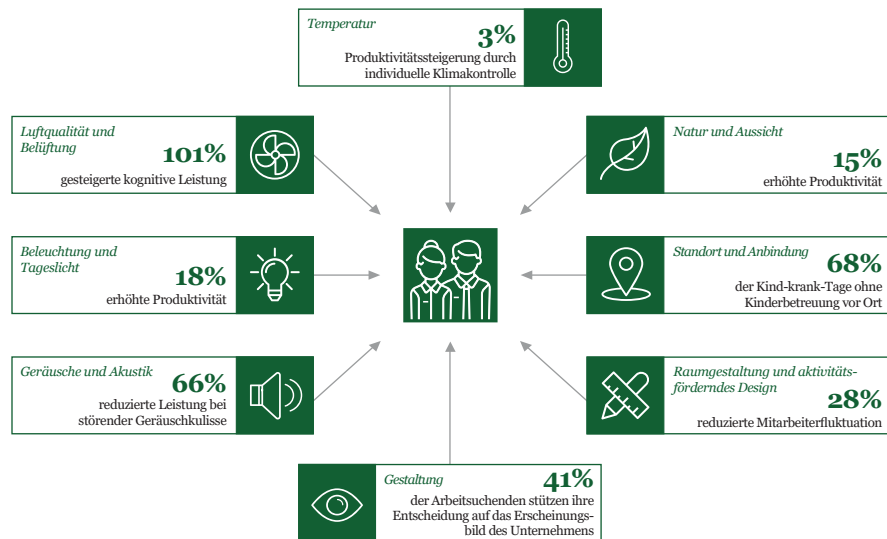 Temperatur
3%
Produktivitätssteigerung durch
individuelle Klimakontrolle
Luftqualität und
Belüftung
101%
gesteigerte kognitive Leistung
Natur und Aussicht
15%
erhöhte Produktivität
Beleuchtung und
Tageslicht
18%
erhöhte Produktivität
Standort und Anbindung
68%
der Kind-krank-Tage ohne
Kinderbetreuung vor Ort
Geräusche und Akustik
66%
reduzierte Leistung bei
störender Geräuschkulisse
Raumgestaltung und aktivitäts-
förderndes Design
28%
reduzierte Mitarbeiterfluktuation
Gestaltung
41%
der Arbeitsuchenden stützen ihre
Entscheidung auf das Erscheinungs-
bild des Unternehmens